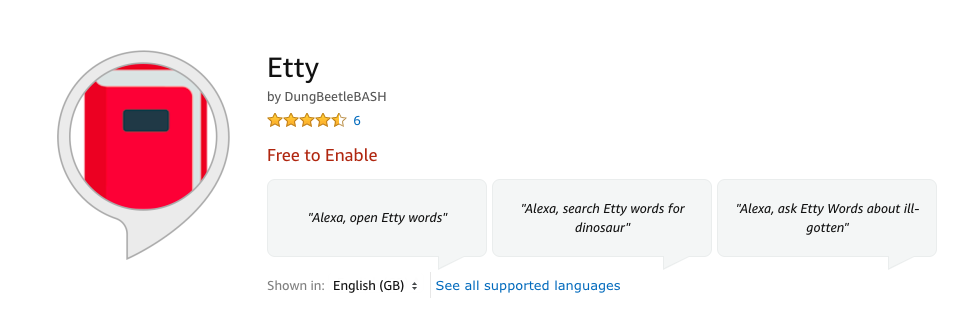 Etty
by DungBeetleBASH
6
Free to Enable
"Alexa, open Etty words"
"Alexa, search Etty words for
dinosaur"
"Alexa, ask Etty Words about ill-
gotten"
Shown in: English (GB) See all supported languages